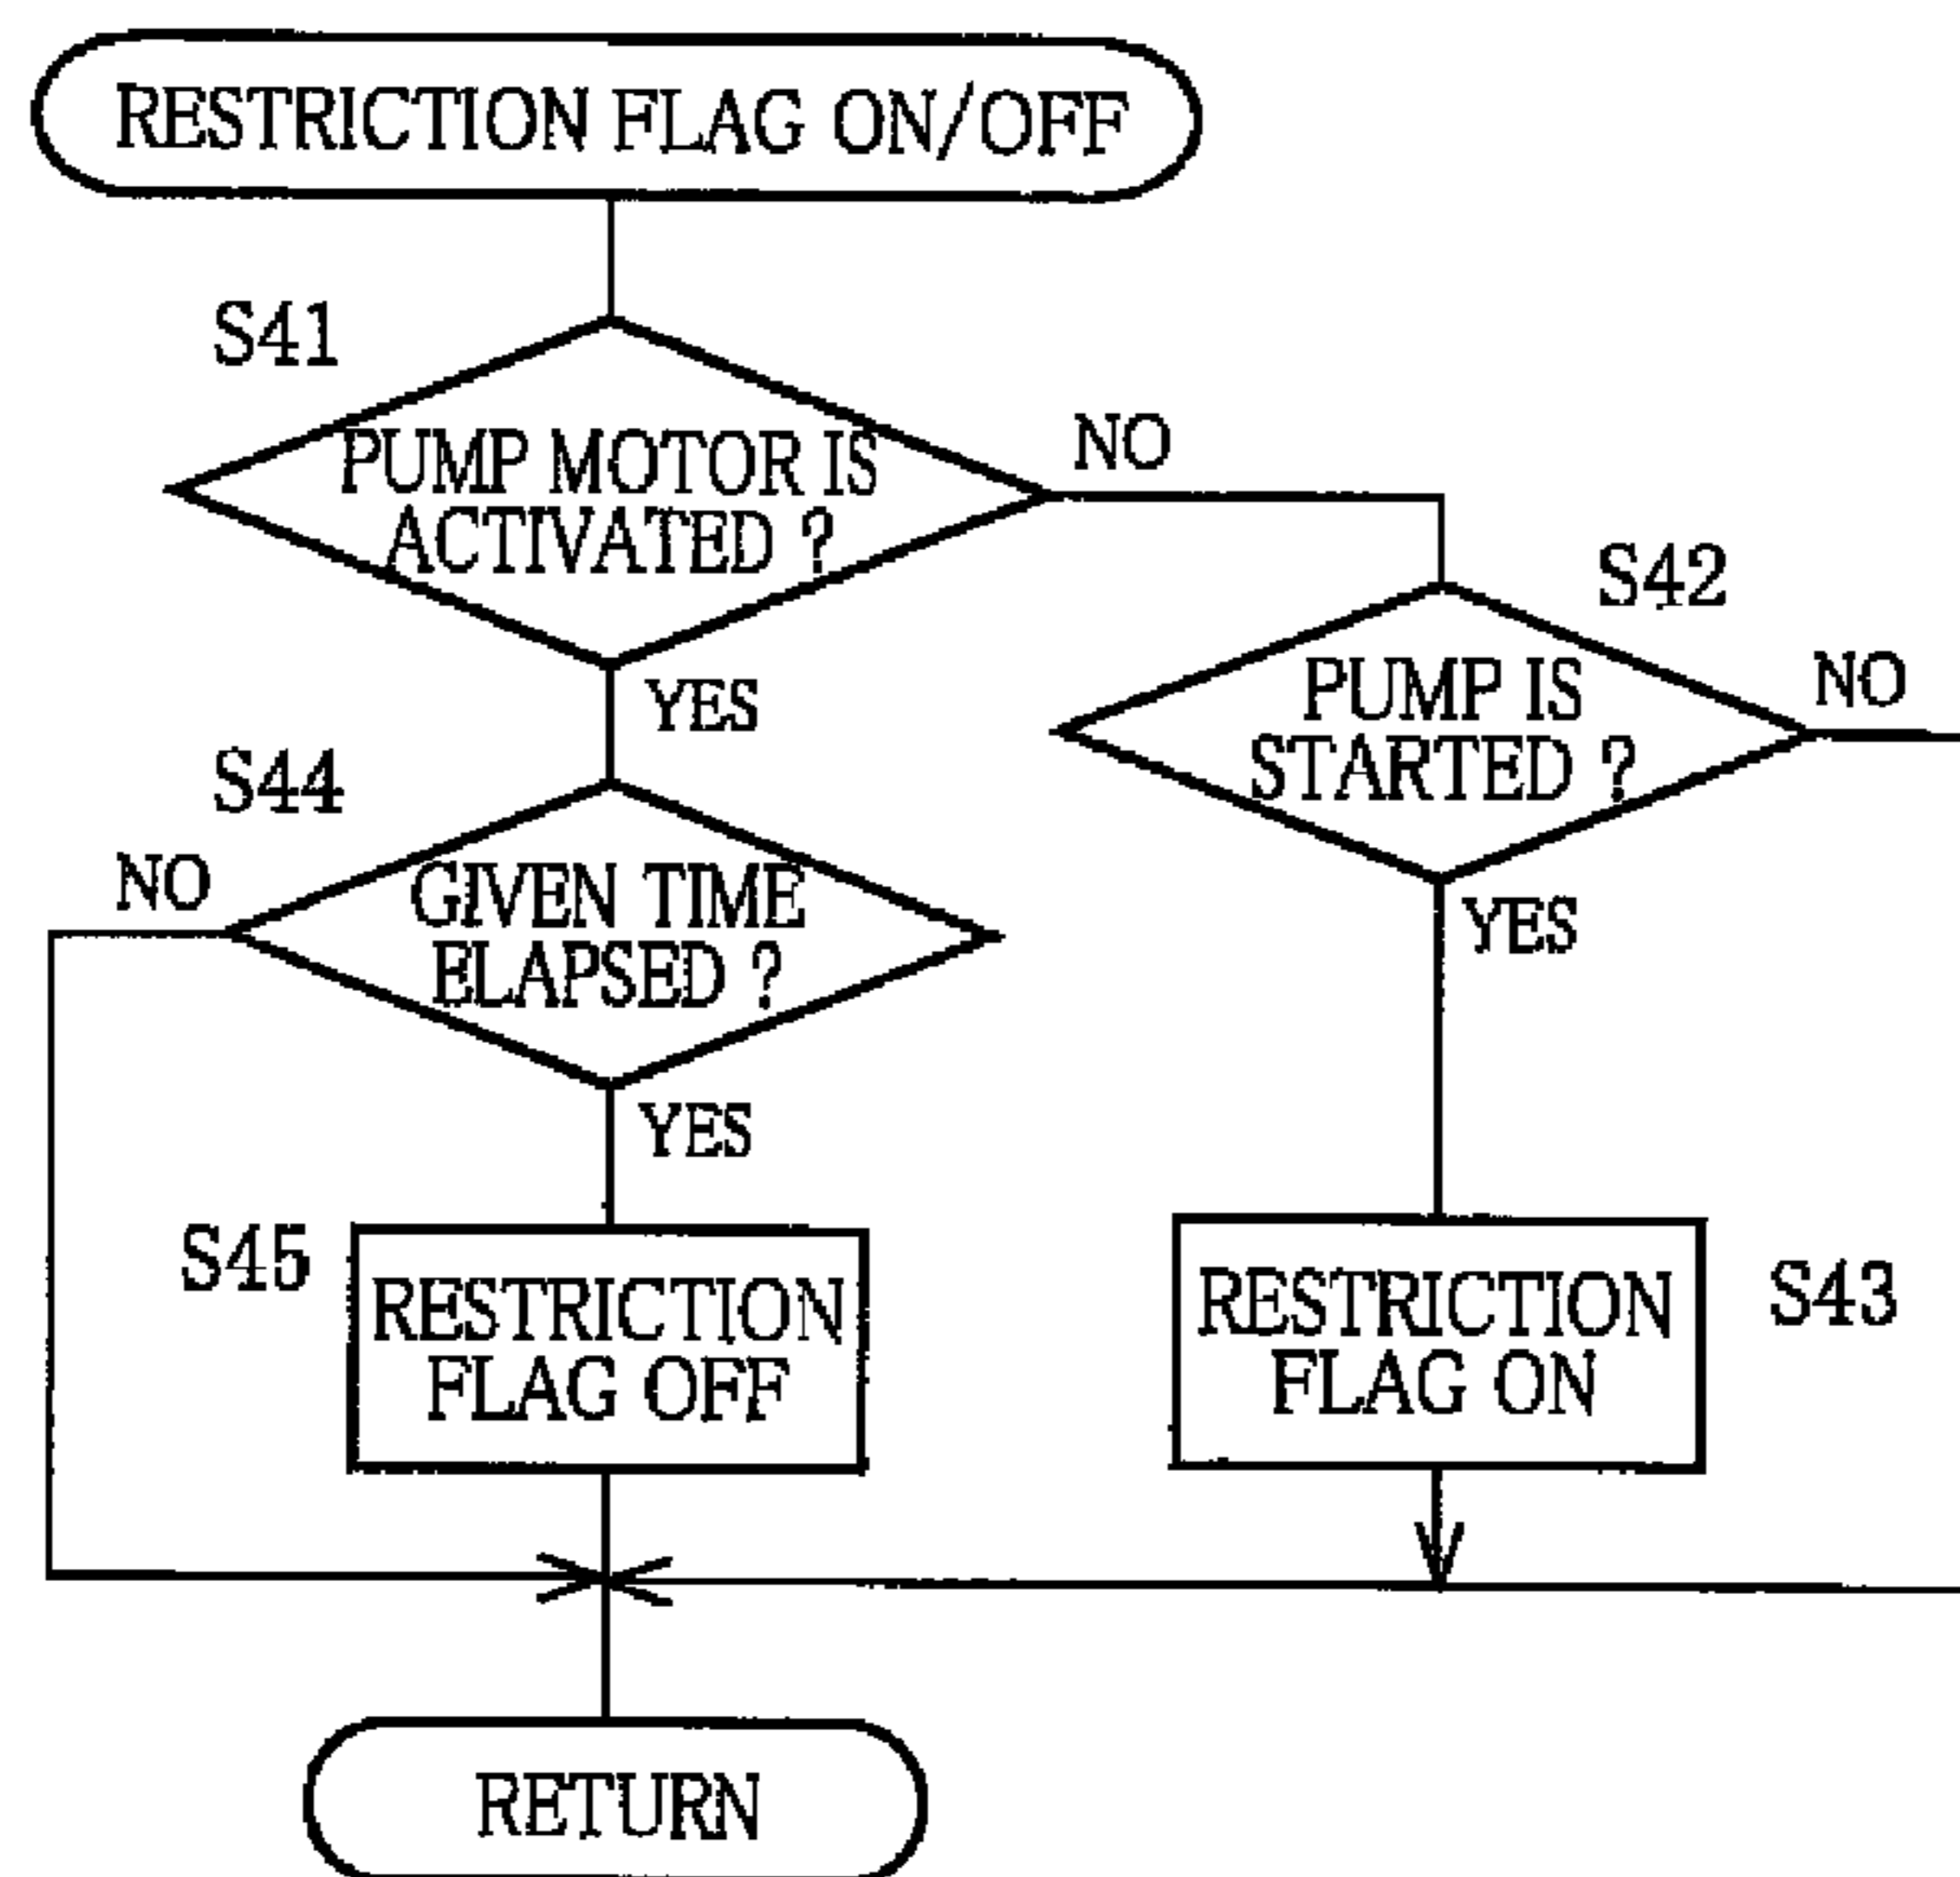 RESTRICTION FLAG ON/OFF
S41
PUMP MOTOR IS
ACTIVATED ?
NO
YES
S42
PUMP IS
STARTED ?
NO
YES
S44
NO
GIVEN TIME
ELAPSED ?
YES
S45
RESTRICTION
FLAG OFF
RESTRICTION
FLAG ON
S43
RETURN